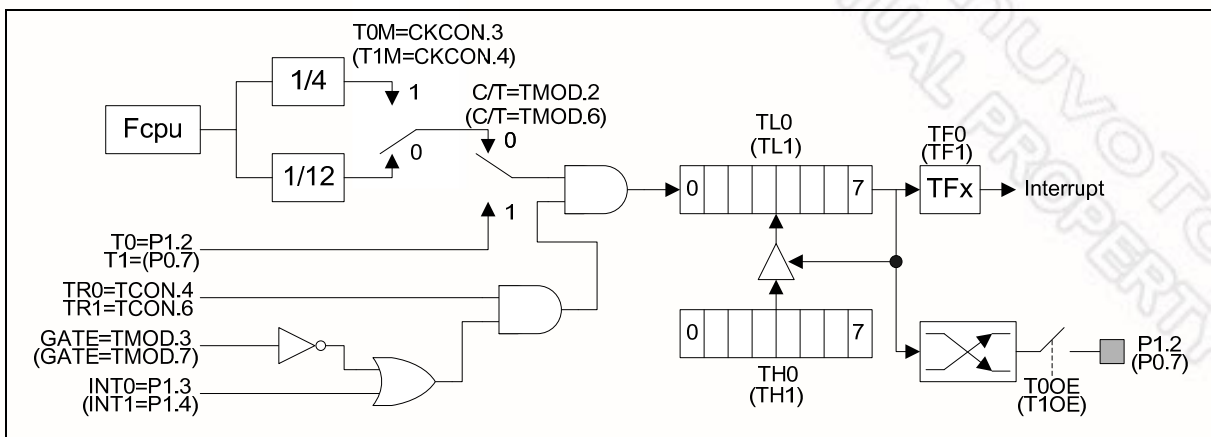 T0M=CKCON.3
(T1M=CKCON.4)
1/4
1
C/T=TMOD.2
(C/T=TMOD.6)
Fcpu
0
0
1/12
1
T0=P1.2
T1=(P0.7)
TR0=TCON.4
TR1=TCON.6
GATE=TMOD.3
(GATE=TMOD.7)
INT0=P1.3
(INT1=P1.4)
TL0
(TL1)
0 7
TF0
(TF1)
TFx
Interrupt
0 7
TH0
(TH1)
P1.2
(P0.7)
T0OE
(T1OE)
NUVOTO
UAL PROPERTY